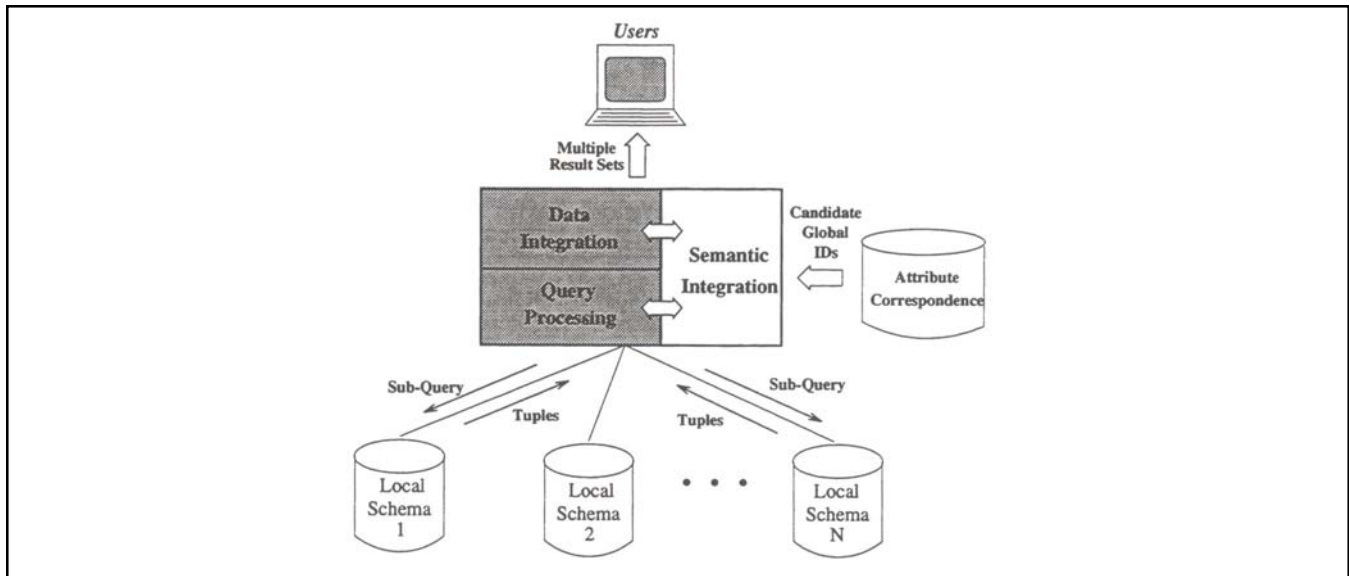 Users
Multiple
Result Sets
Data
Integration
Query
Processing
Semantic
Integration
Candidate
Global
IDs
Attribute
Correspondence
Sub-Query
Tuples
Tuples
Sub-Query
Local
Schema
1
Local
Schema
2
• • •
Local
Schema
N